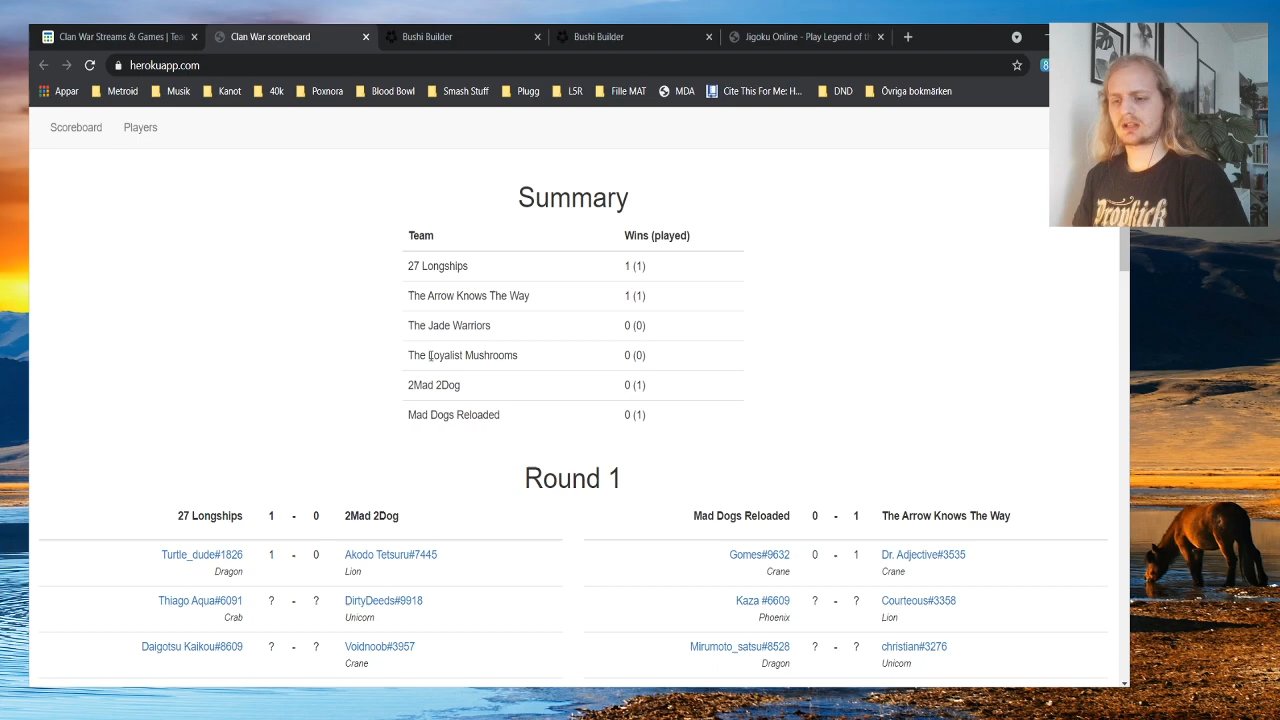 Clan War Streams & Games | Tea
Clan War scoreboard
Bushi Builder
Bushi Builder
Jigoku Online - Play Legend of th
herokuapp.com
Appar
Metroid
Musik
Kanot
40k
Poxnora
Blood Bowl
Smash Stuff
Plugg
L5R
Fille MAT
MDA
Cite This For Me: H...
DND
Övriga bokmärken
Scoreboard Players
Dropkick
Summary
Team Wins (played)
27 Longships 1 (1)
The Arrow Knows The Way 1 (1)
The Jade Warriors 0 (0)
The Loyalist Mushrooms 0 (0)
2Mad 2Dog 0 (1)
Mad Dogs Reloaded 0 (1)
Round 1
27 Longships 1 - 0 2Mad 2Dog
Turtle_dude#1826 1 - 0 Akodo Tetsuru#7445
Dragon Lion
Thiago Aqua#6091 ? - ? DirtyDeeds#9918
Crab Unicorn
Daigotsu Kaikou#8609 ? - ? Voidnoob#3957
Crane
Mad Dogs Reloaded 0 - 1 The Arrow Knows The Way
Gomes#9632 0 - 1 Dr. Adjective#3535
Crane Crane
Kaza #6609 ? - ? Courteous#3358
Phoenix Lion
Mirumoto_satsu#8528 ? - ? christian#3276
Dragon Unicorn